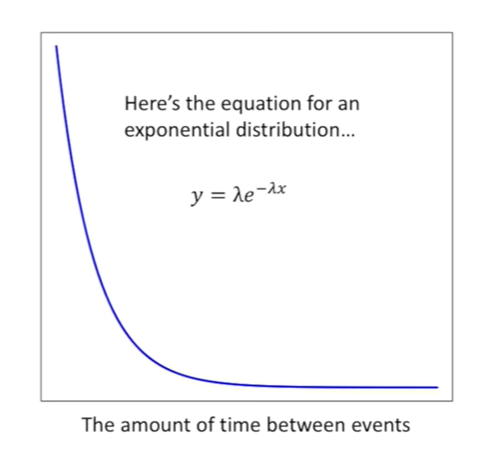 Here's the equation for an
exponential distribution...
y = λe^{-λx}
The amount of time between events